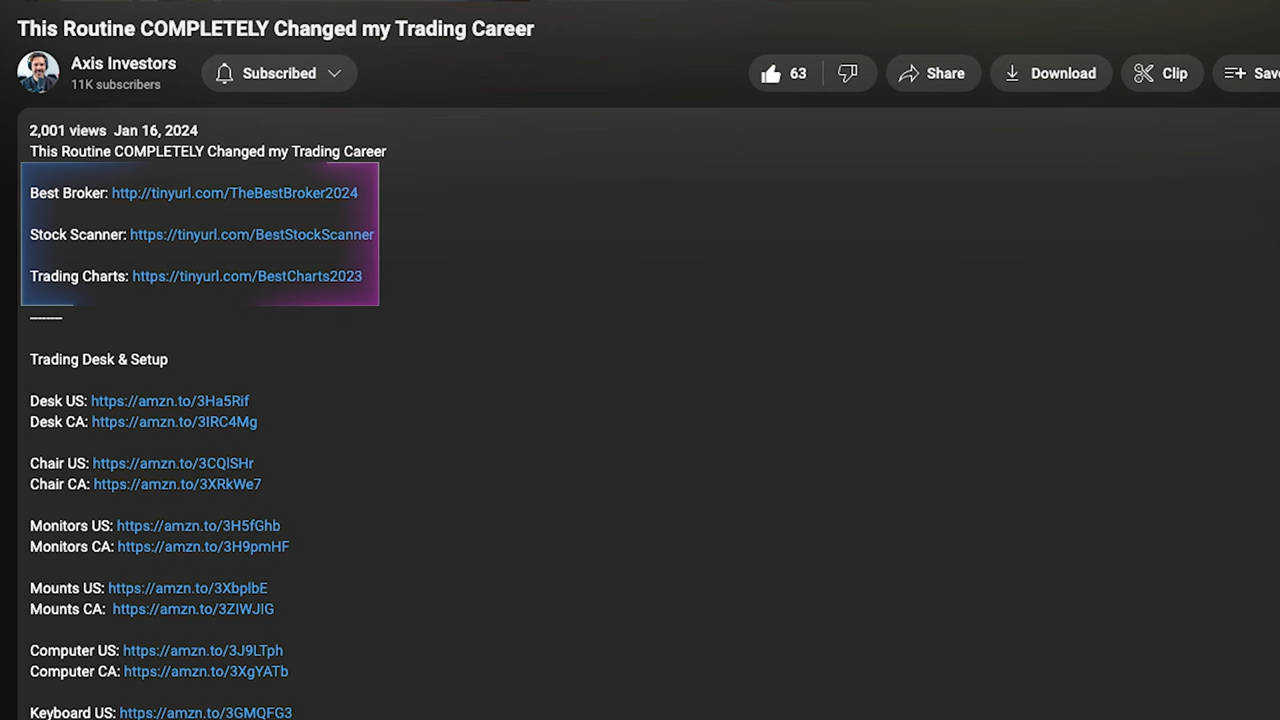 This Routine COMPLETELY Changed my Trading Career
Axis Investors
11K subscribers
Subscribed
63
Share
Download
Clip
Save
2,001 views Jan 16, 2024
This Routine COMPLETELY Changed my Trading Career
Best Broker: http://tinyurl.com/TheBestBroker2024
Stock Scanner: https://tinyurl.com/BestStockScanner
Trading Charts: https://tinyurl.com/BestCharts2023
--------
Trading Desk & Setup
Desk US: https://amzn.to/3Ha5Rif
Desk CA: https://amzn.to/3IRC4Mg
Chair US: https://amzn.to/3CQlSHr
Chair CA: https://amzn.to/3XRkWe7
Monitors US: https://amzn.to/3H5fGhb
Monitors CA: https://amzn.to/3H9pmHF
Mounts US: https://amzn.to/3XbplbE
Mounts CA: https://amzn.to/3ZIWJIG
Computer US: https://amzn.to/3J9LTph
Computer CA: https://amzn.to/3XgYATb
Keyboard US: https://amzn.to/3GMQFG3